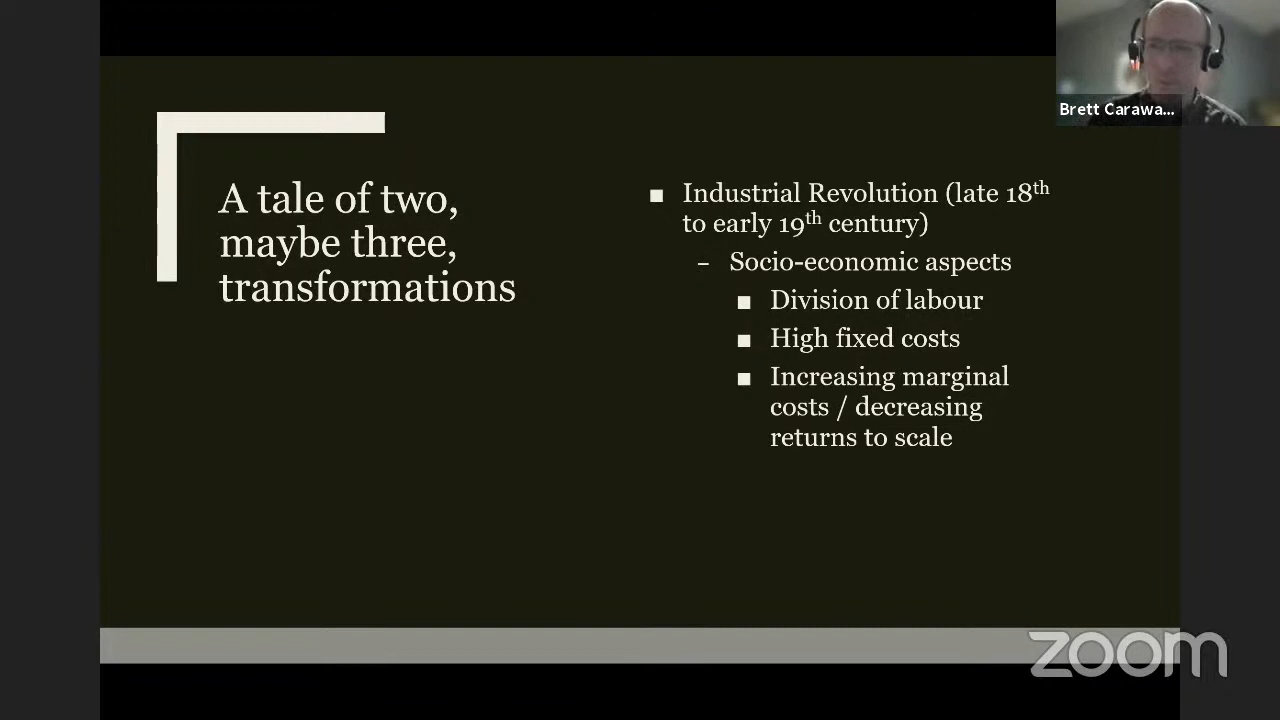 Brett Carawa...
A tale of two,
maybe three,
transformations
■ Industrial Revolution (late 18th
to early 19th century)
– Socio-economic aspects
■ Division of labour
■ High fixed costs
■ Increasing marginal
costs / decreasing
returns to scale
zoom